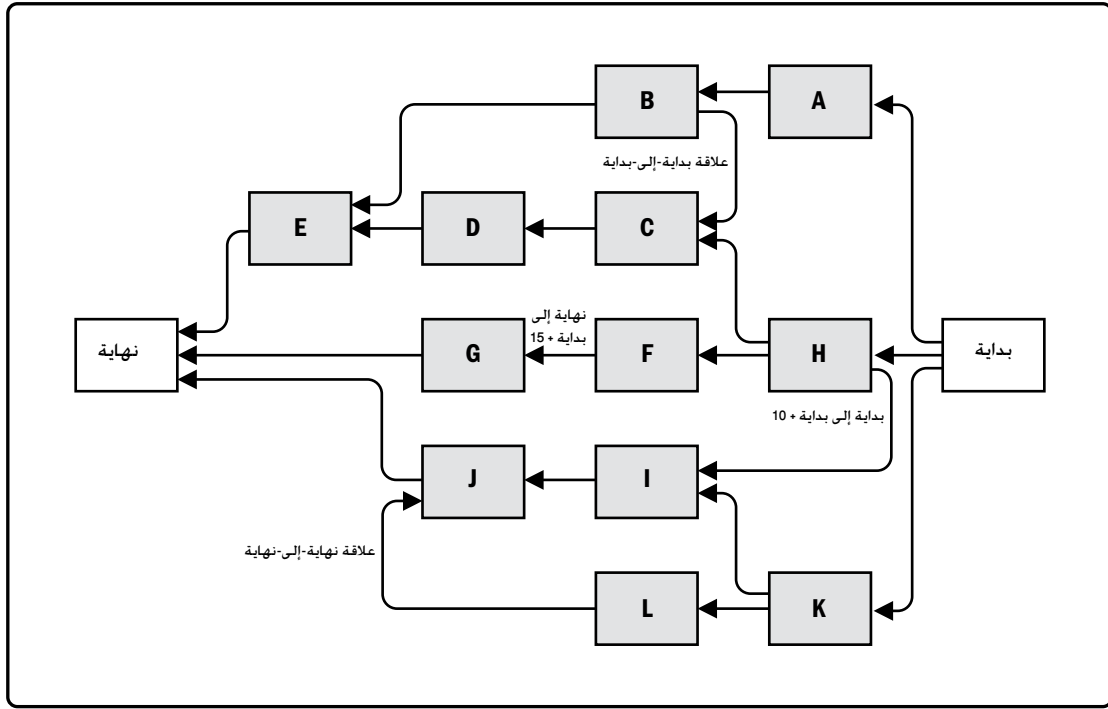 A
B
علاقة بداية-إلى-بداية
C
D
E
نهاية إلى
بداية + 15
بداية
H
F
G
نهاية
بداية إلى بداية + 10
I
J
علاقة نهاية-إلى-نهاية
K
L